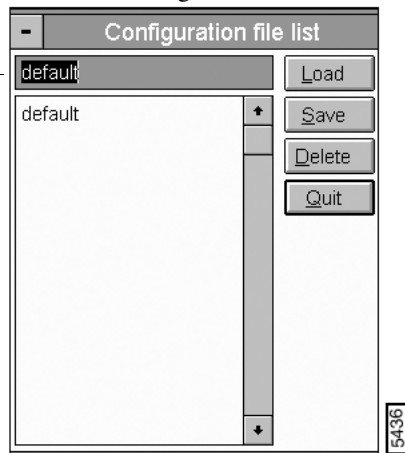 Configuration file list
default
Load
default
Save
Delete
Quit
5436